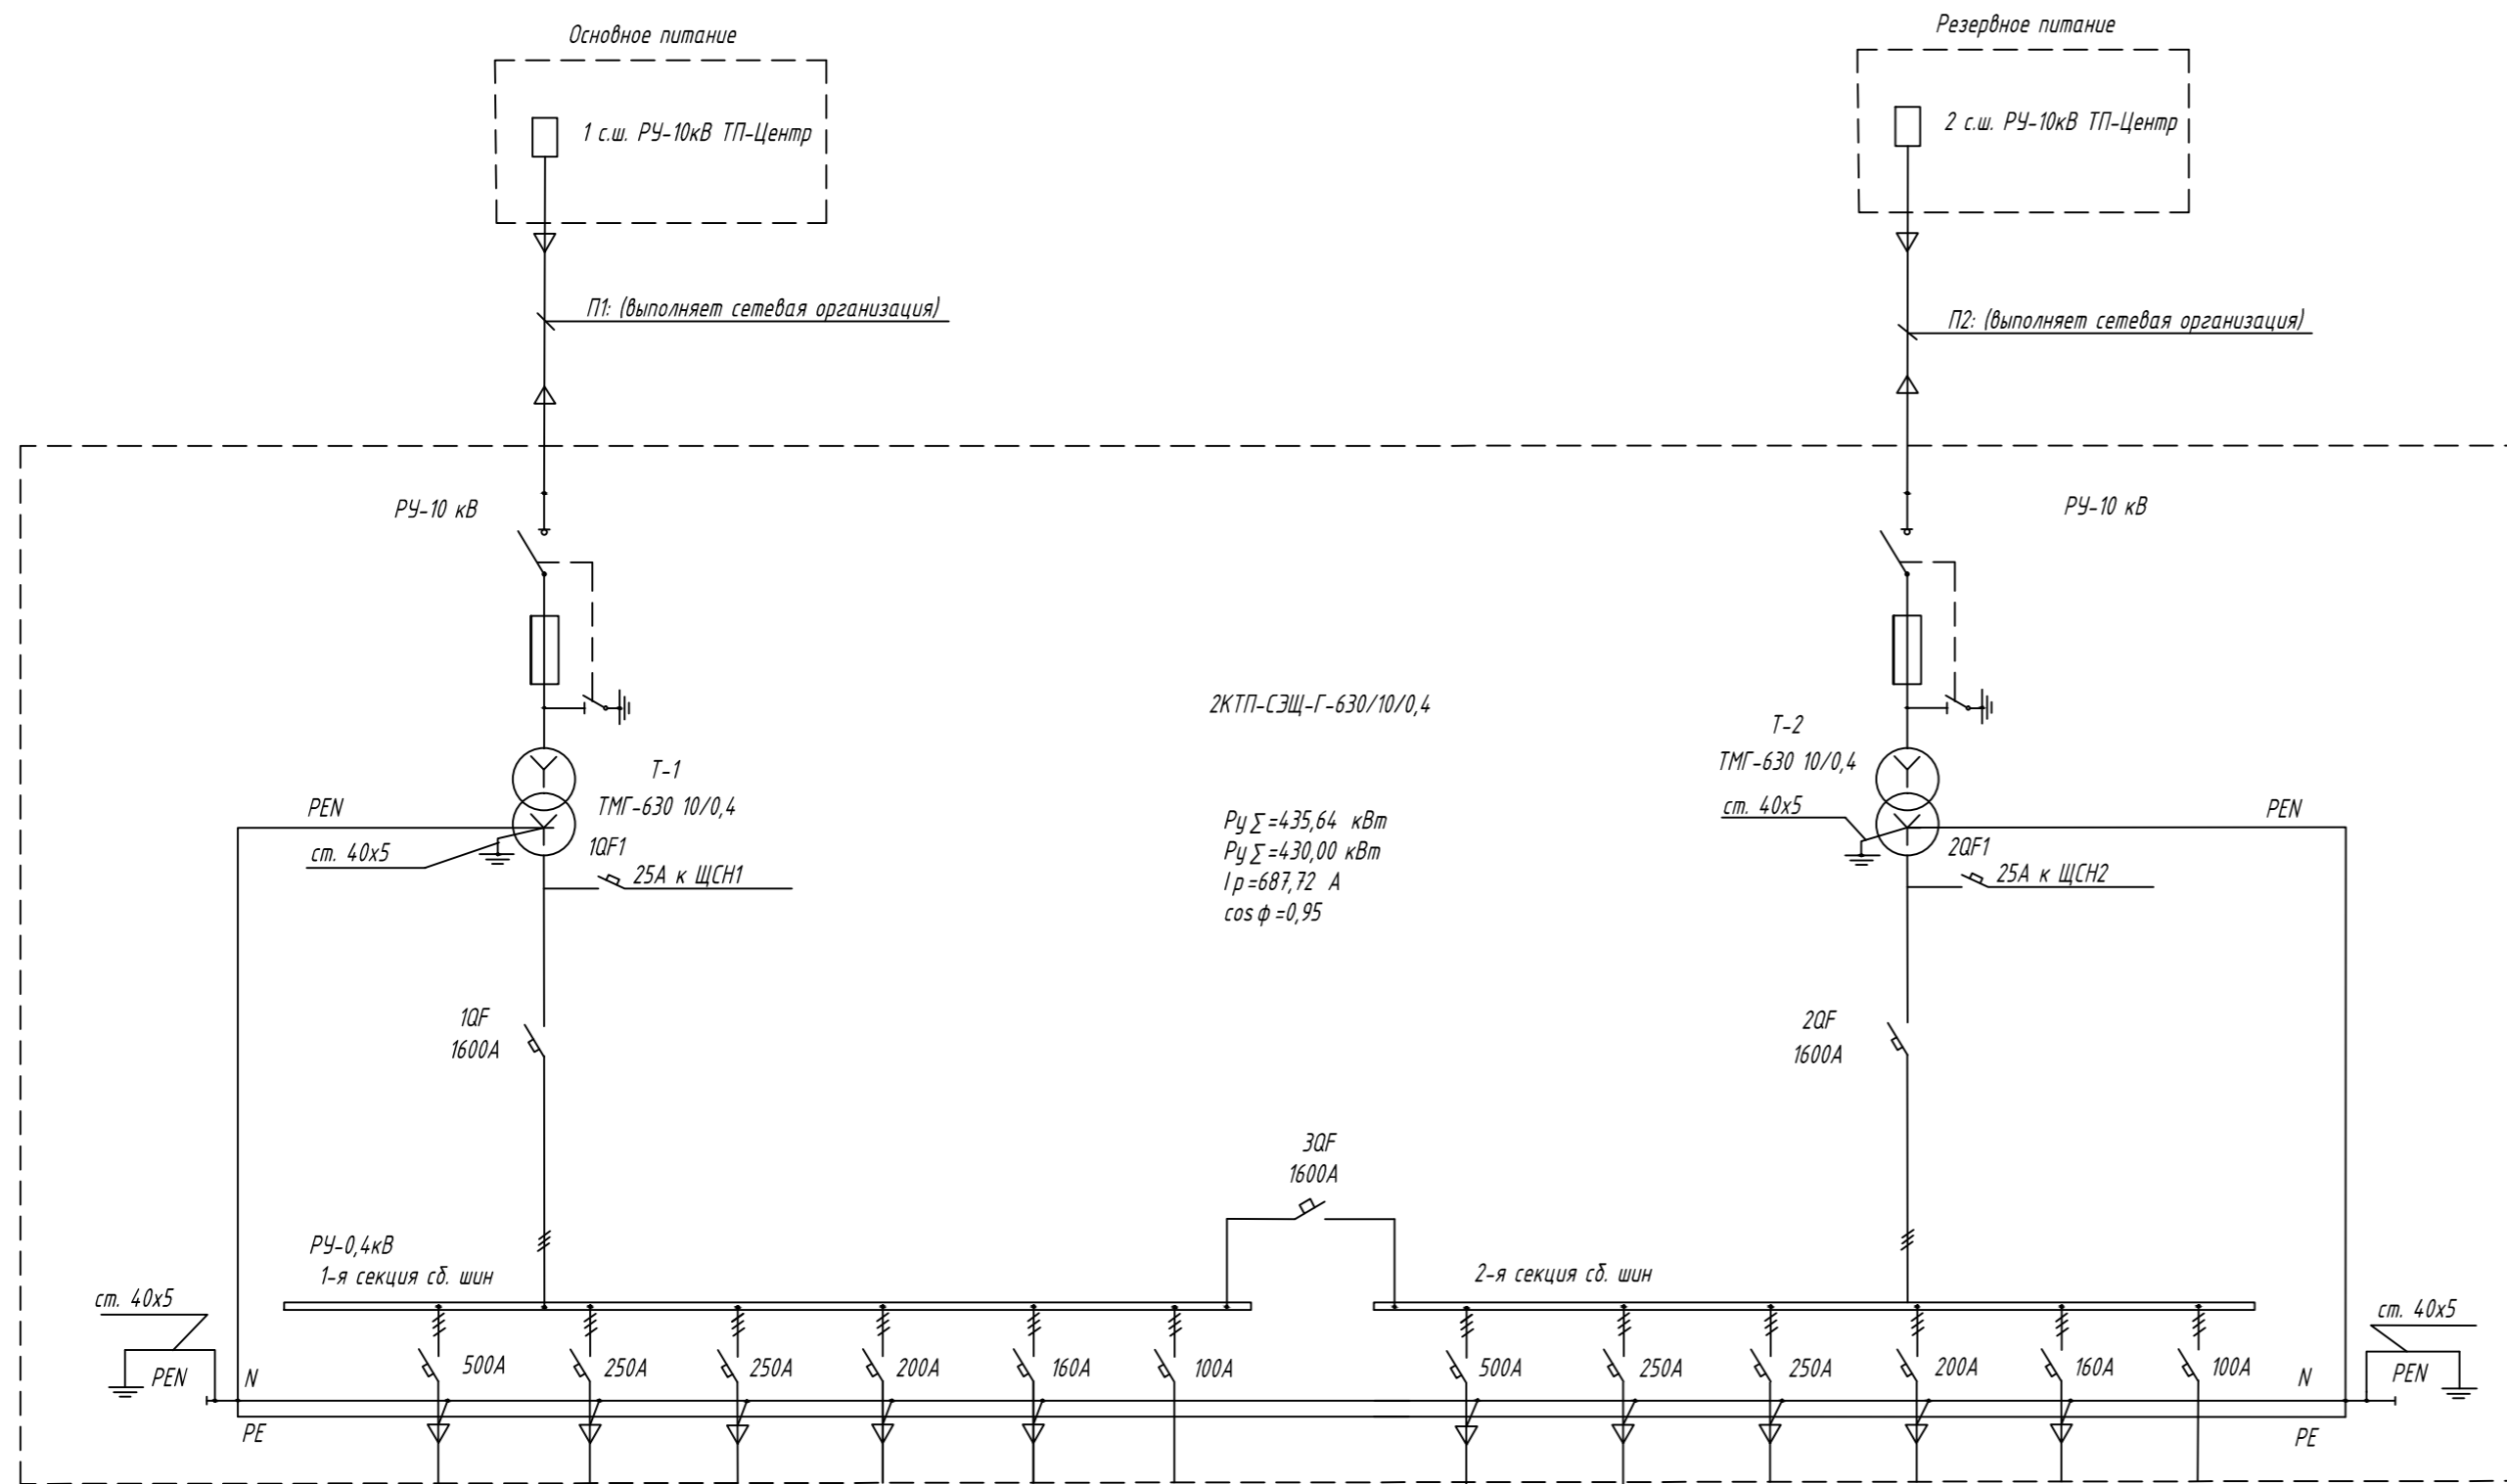 Основное питание
Резервное питание
1 с.ш. РУ-10кВ ТП-Центр
2 с.ш. РУ-10кВ ТП-Центр
П1: (выполняет сетевая организация)
П2: (выполняет сетевая организация)
РУ-10 кВ
РУ-10 кВ
2КТП-СЭЩ-Г-630/10/0,4
Т-1
ТМГ-630 10/0,4
Т-2
ТМГ-630 10/0,4
PEN
ст. 40х5
ст. 40х5
PEN
1QF1
25А к ЩСН1
2QF1
25А к ЩСН2
Ру Σ=435,64 кВт
Ру Σ=430,00 кВт
Iр=687,72 А
cos φ=0,95
1QF
1600А
2QF
1600А
3QF
1600А
РУ-0,4кВ
1-я секция сб. шин
2-я секция сб. шин
ст. 40х5
ст. 40х5
PEN
N
500А
250А
250А
200А
160А
100А
500А
250А
250А
200А
160А
100А
N
PEN
PE
PE